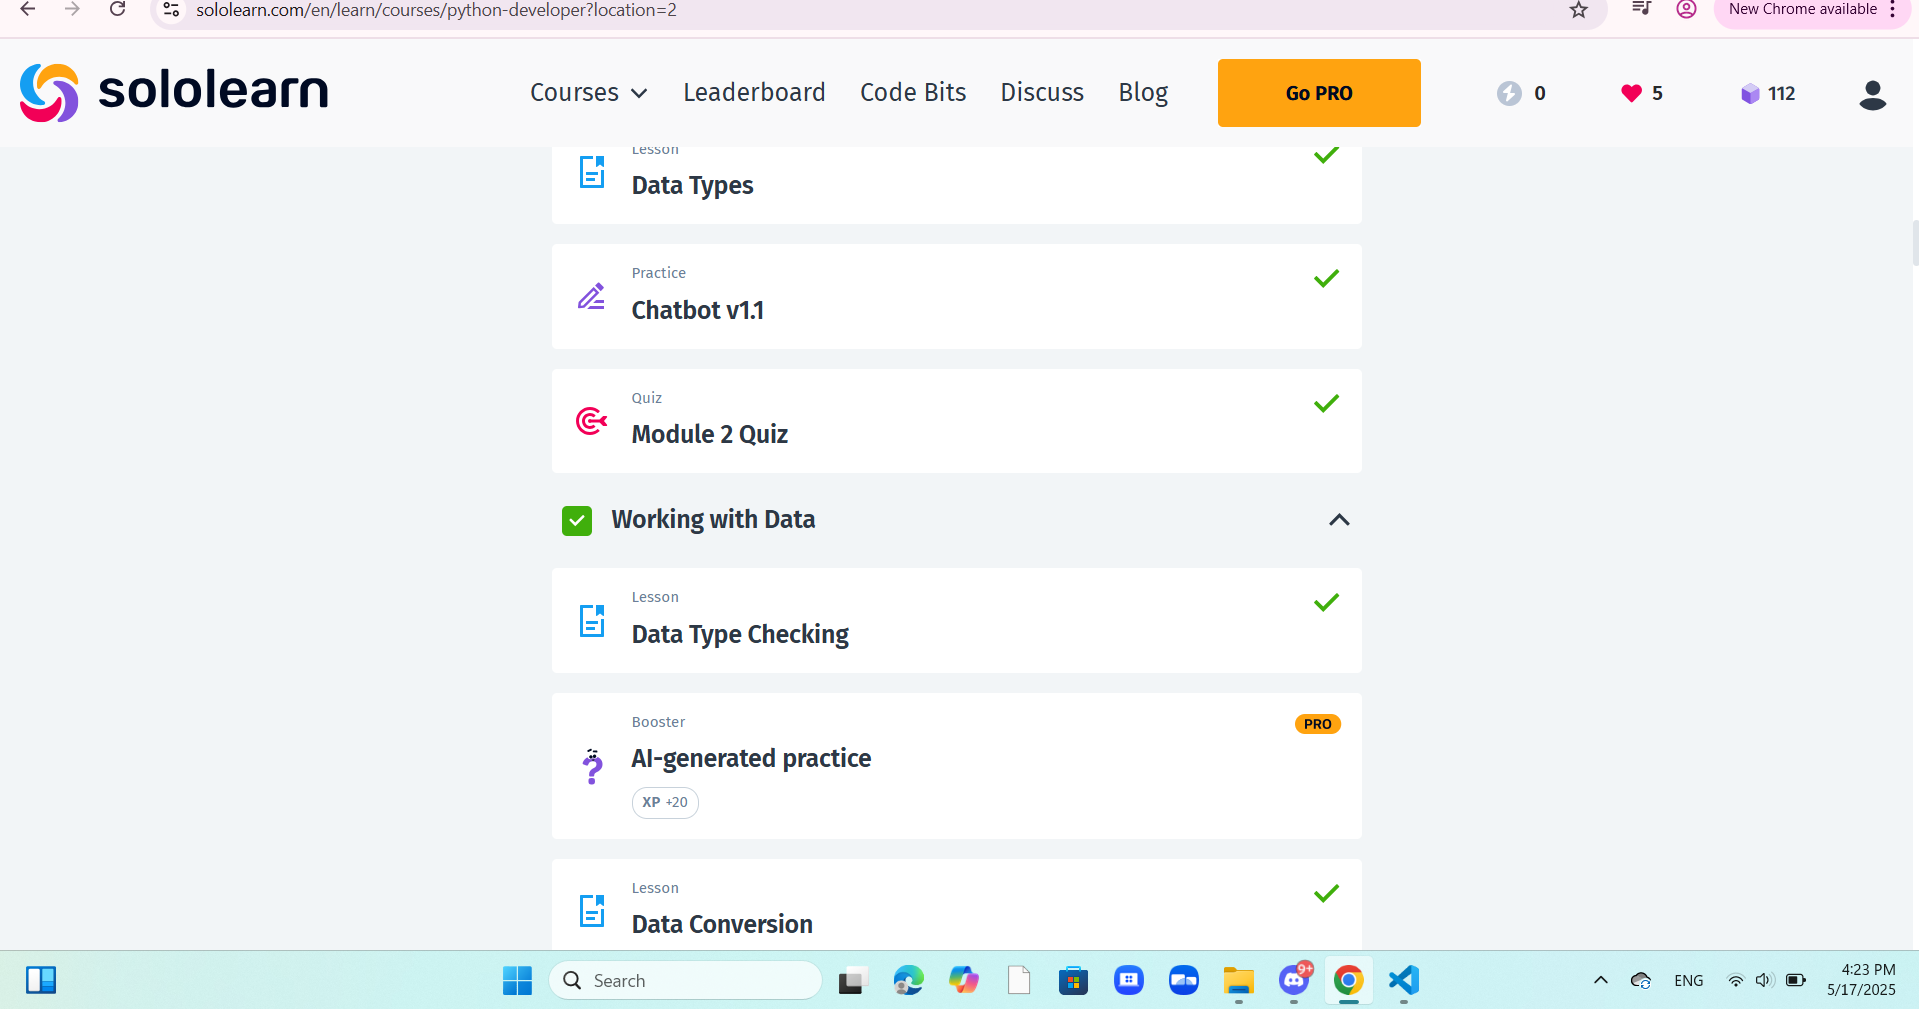 sololearn.com/en/learn/courses/python-developer?location=2
New Chrome available
sololearn
Courses
Leaderboard
Code Bits
Discuss
Blog
Go PRO
0
5
112
Lesson
Data Types
Practice
Chatbot v1.1
Quiz
Module 2 Quiz
Working with Data
Lesson
Data Type Checking
Booster
PRO
AI-generated practice
XP +20
Lesson
Data Conversion
Search
9+
ENG
4:23 PM
5/17/2025